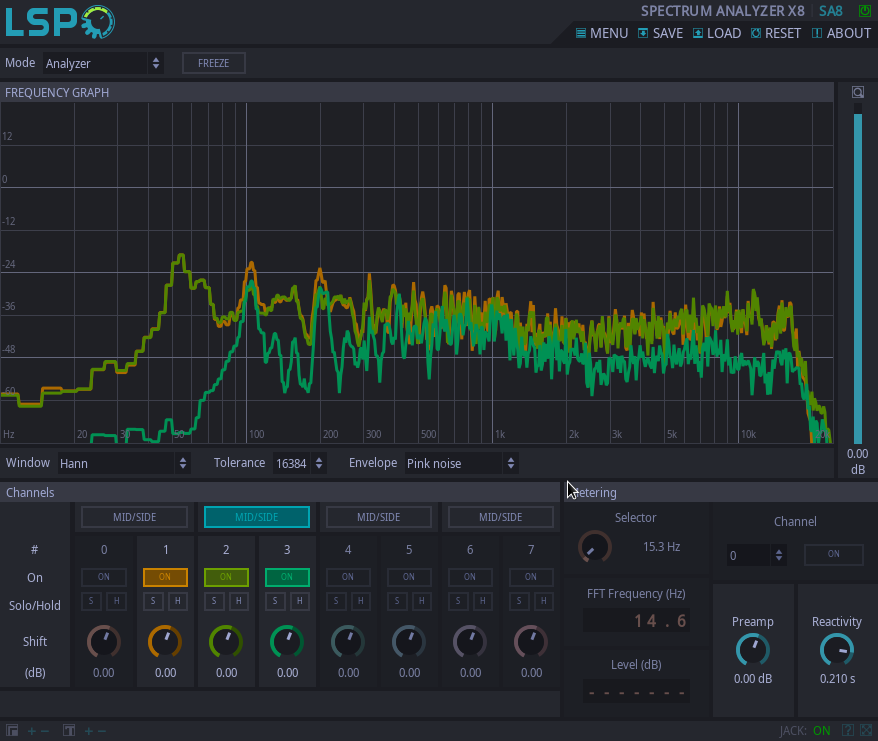 LSP SPECTRUM ANALYZER X8 SA8
MENU SAVE LOAD RESET ABOUT
Mode Analyzer FREEZE
FREQUENCY GRAPH
12
0
-12
-24
-36
-48
-60
Hz 20 30 50 100 200 300 500 1k 2k 3k 5k 10k
0.00
dB
Window Hann Tolerance 16384 Envelope Pink noise
Channels
MID/SIDE MID/SIDE MID/SIDE MID/SIDE
# 0 1 2 3 4 5 6 7
On ON ON ON ON ON ON ON ON
Solo/Hold S H S H S H S H S H S H S H S H
Shift
(dB) 0.00 0.00 0.00 0.00 0.00 0.00 0.00 0.00
etering
Selector
15.3 Hz
FFT Frequency (Hz)
14.6
Level (dB)
-------
Channel
0 ON
Preamp Reactivity
0.00 dB 0.210 s
JACK: ON